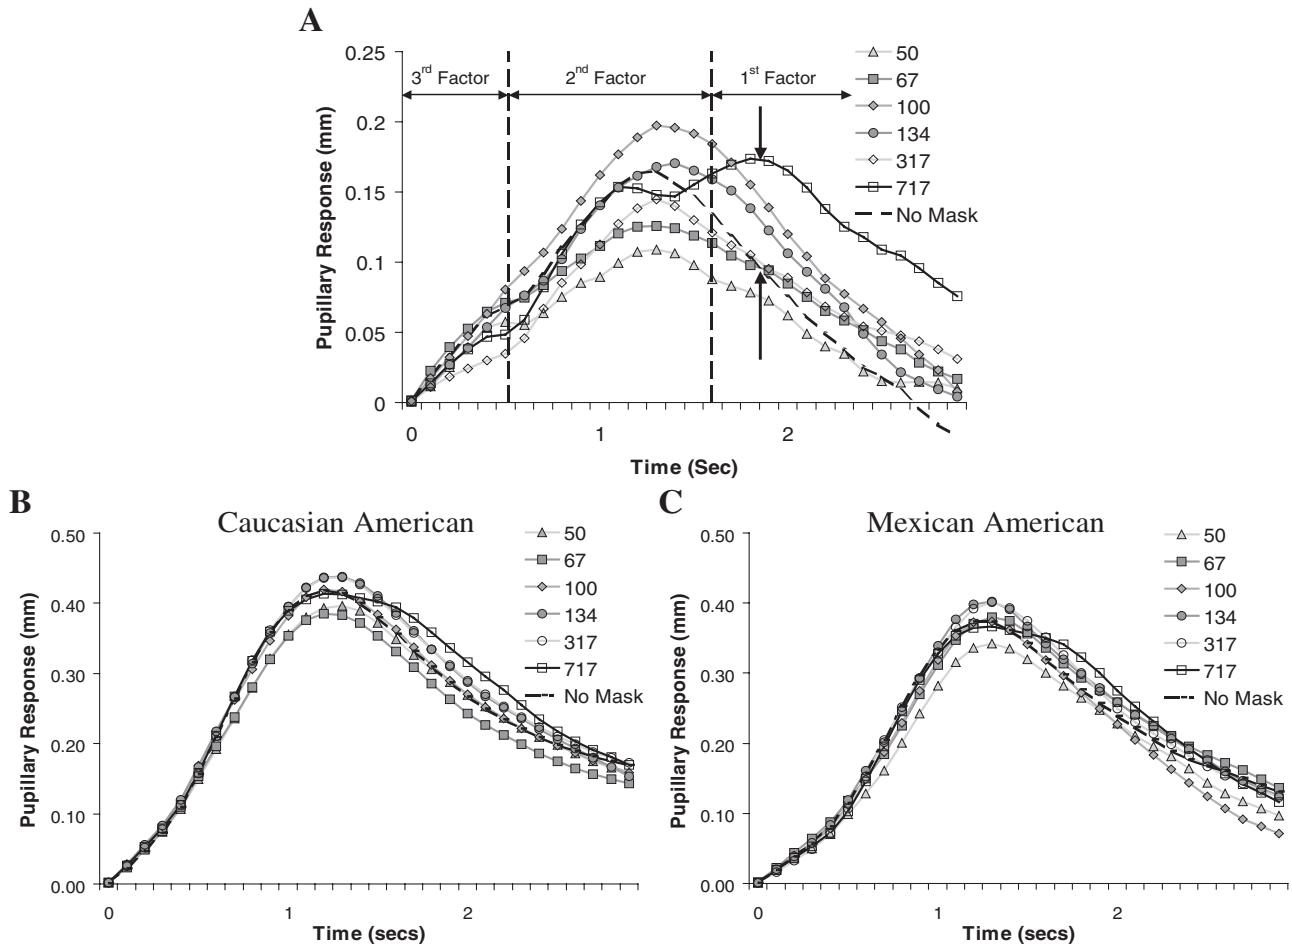 A
3rd Factor
2nd Factor
1st Factor
Pupillary Response (mm)
0.25
0.2
0.15
0.1
0.05
0
0 1 2
Time (Sec)
50
67
100
134
317
717
No Mask
B
Caucasian American
Pupillary Response (mm)
0.50
0.40
0.30
0.20
0.10
0.00
0 1 2
Time (secs)
50
67
100
134
317
717
No Mask
C
Mexican American
Pupillary Response (mm)
0.50
0.40
0.30
0.20
0.10
0.00
0 1 2
Time (secs)
50
67
100
134
317
717
No Mask